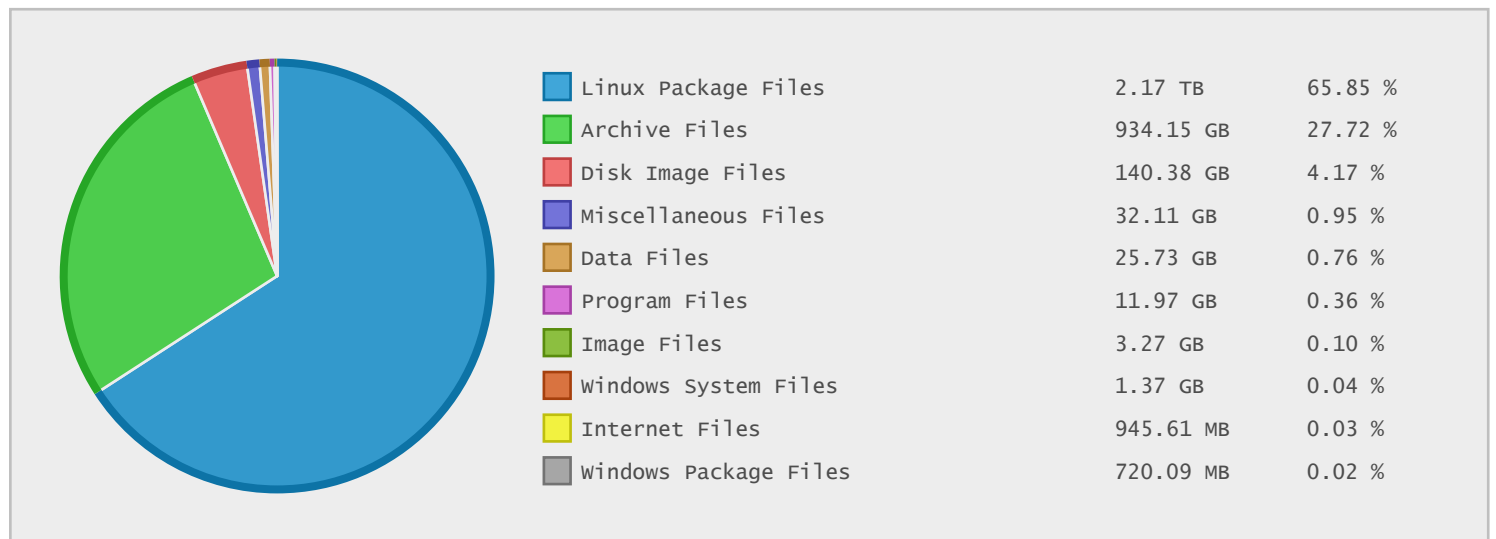 Linux Package Files 2.17 TB 65.85 %
Archive Files 934.15 GB 27.72 %
Disk Image Files 140.38 GB 4.17 %
Miscellaneous Files 32.11 GB 0.95 %
Data Files 25.73 GB 0.76 %
Program Files 11.97 GB 0.36 %
Image Files 3.27 GB 0.10 %
Windows System Files 1.37 GB 0.04 %
Internet Files 945.61 MB 0.03 %
Windows Package Files 720.09 MB 0.02 %